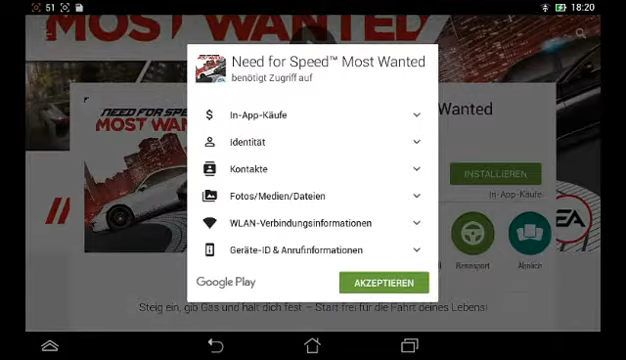 51
18:20
MOST WANTED
Need for Speed™ Most Wanted
benötigt Zugriff auf
NEED FOR SPEED
MOST WAN
Wanted
$ In-App-Käufe
Identität
Kontakte
INSTALLIEREN
In-App-Käufe
Fotos/Medien/Dateien
WLAN-Verbindungsinformationen
EA
Geräte-ID & Anrufinformationen
Rennsport
Ähnlich
Google Play
AKZEPTIEREN
Steig ein, gib Gas und halt dich fest – Start frei für die Fahrt deines Lebens!